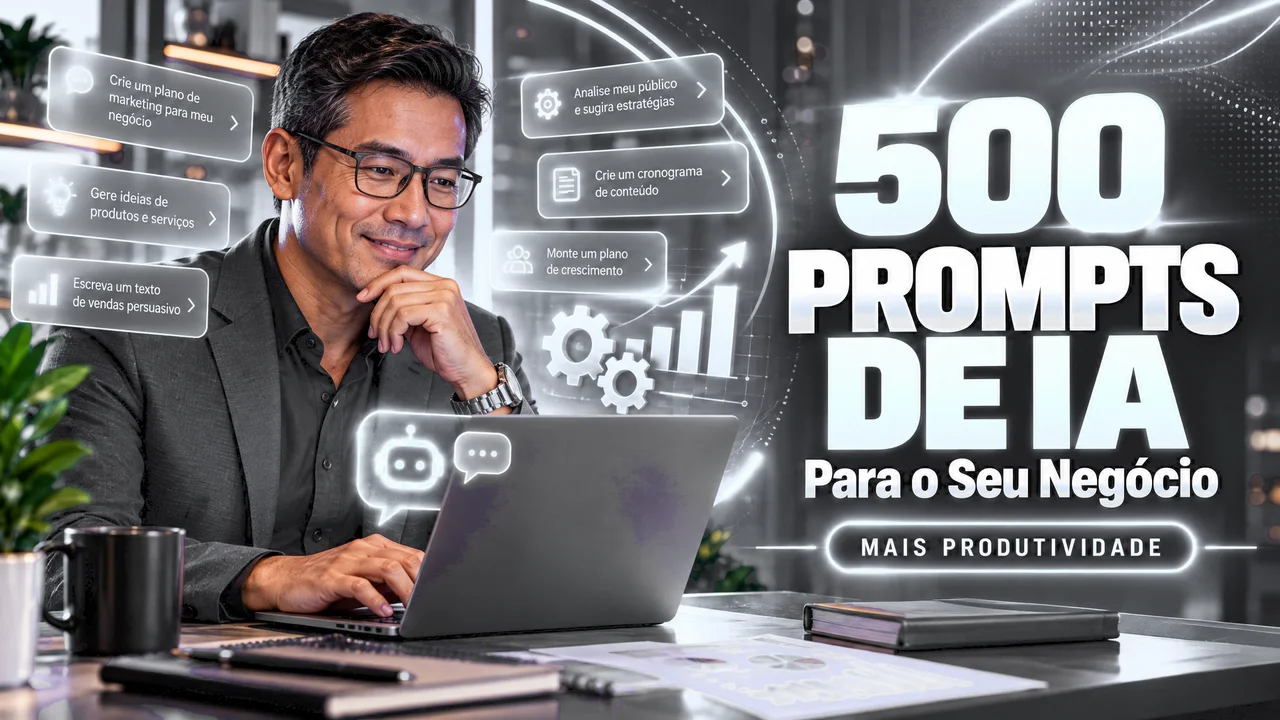 Crie um plano de
marketing para meu
negócio
Gere ideias de
produtos e serviços
Escreva um texto
de vendas persuasivo
Analise meu público
e sugira estratégias
Crie um cronograma
de conteúdo
Monte um plano
de crescimento
500
PROMPTS
DE IA
Para o Seu Negócio
MAIS PRODUTIVIDADE